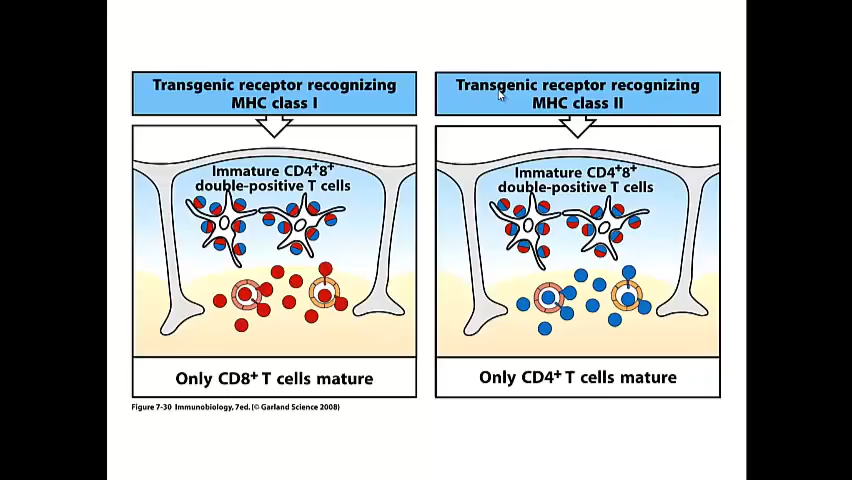 Transgenic receptor recognizing
MHC class I
Immature CD4⁺8⁺
double-positive T cells
Only CD8⁺ T cells mature
Transgenic receptor recognizing
MHC class II
Immature CD4⁺8⁺
double-positive T cells
Only CD4⁺ T cells mature
Figure 7-30 Immunobiology, 7ed. (© Garland Science 2008)